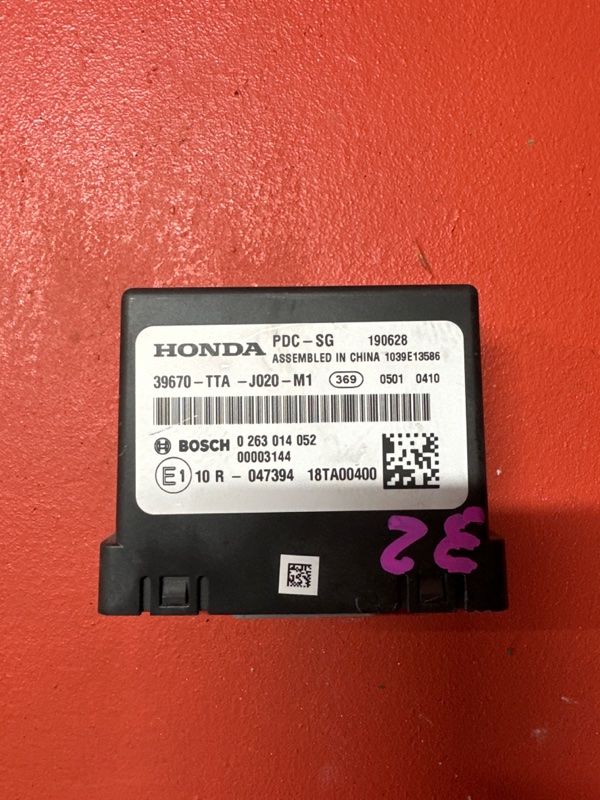 HONDA PDC-SG 190628
ASSEMBLED IN CHINA 1039E13586
39670-TTA -J020-M1 369 0501 0410
BOSCH 0 263 014 052
00003144
E1 10 R - 047394 18TA00400
32